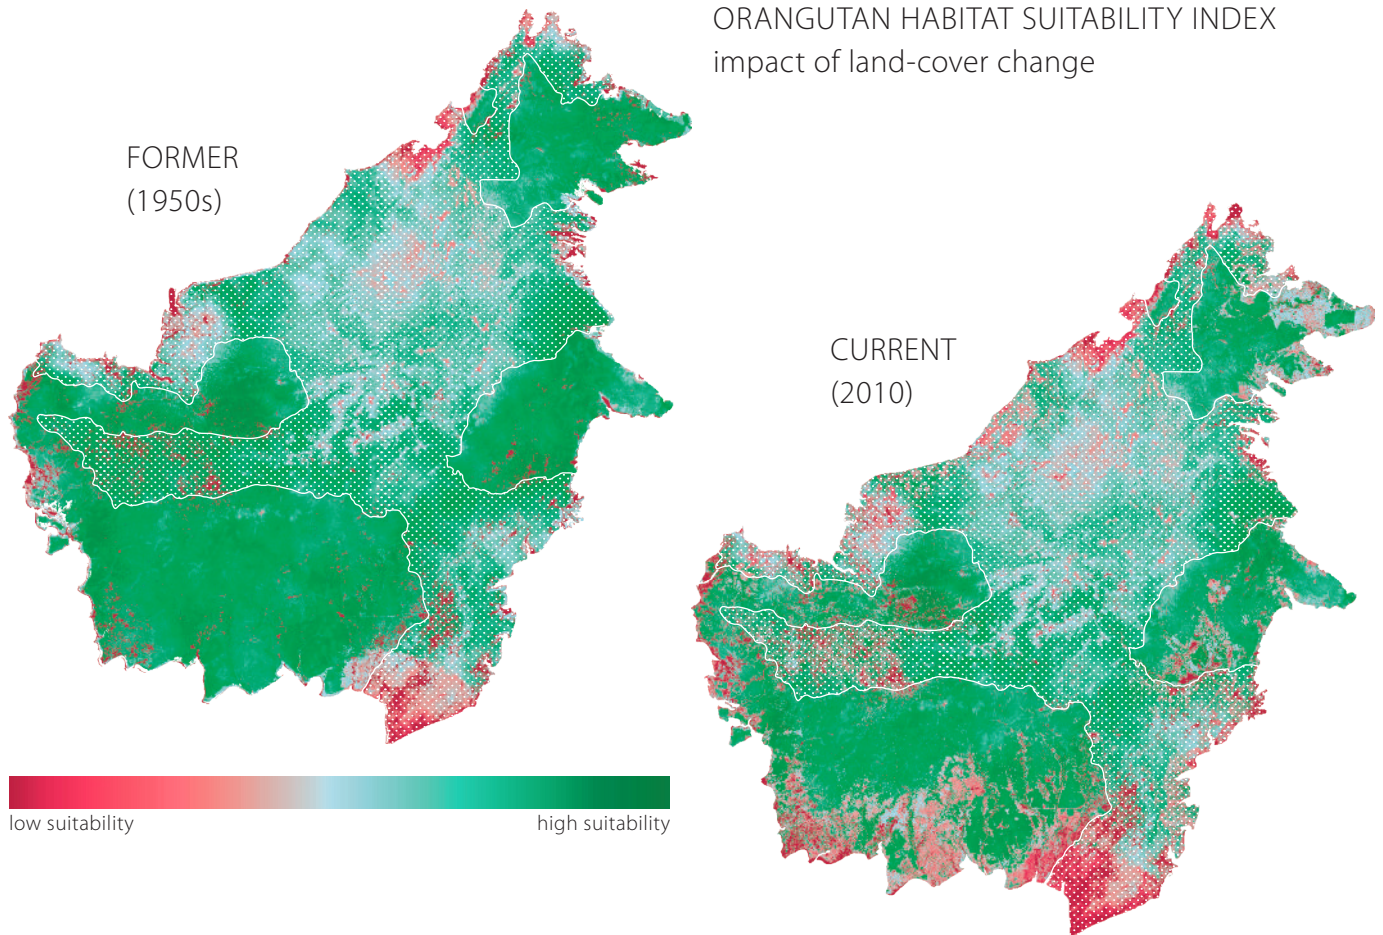 ORANGUTAN HABITAT SUITABILITY INDEX
impact of land-cover change
FORMER
(1950s)
CURRENT
(2010)
low suitability
high suitability